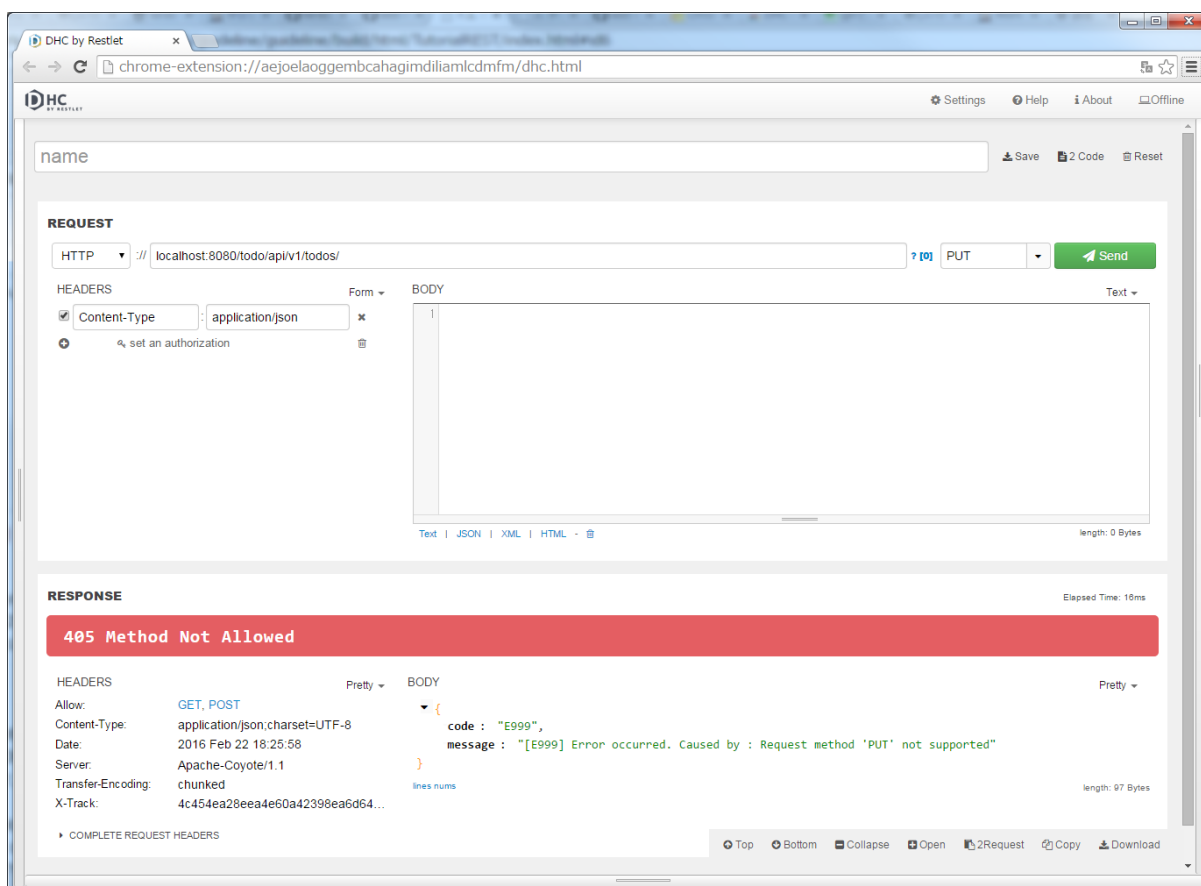 DHC by Restlet
chrome-extension://aejoelaoggembcahagimdiliamlcdmfm/dhc.html
DHC
BY RESTLET
Settings Help About Offline
name
Save 2 Code Reset
REQUEST
HTTP :// localhost:8080/todo/api/v1/todos/ ? [0] PUT Send
HEADERS Form BODY Text
Content-Type : application/json 1
set an authorization
Text | JSON | XML | HTML - length: 0 Bytes
RESPONSE Elapsed Time: 16ms
405 Method Not Allowed
HEADERS Pretty BODY Pretty
Allow: GET, POST {
Content-Type: application/json;charset=UTF-8 code : "E999",
Date: 2016 Feb 22 18:25:58 message : "[E999] Error occurred. Caused by : Request method 'PUT' not supported"
Server: Apache-Coyote/1.1 }
Transfer-Encoding: chunked lines nums length: 97 Bytes
X-Track: 4c454ea28eea4e60a42398ea6d64...
COMPLETE REQUEST HEADERS
Top Bottom Collapse Open 2Request Copy Download